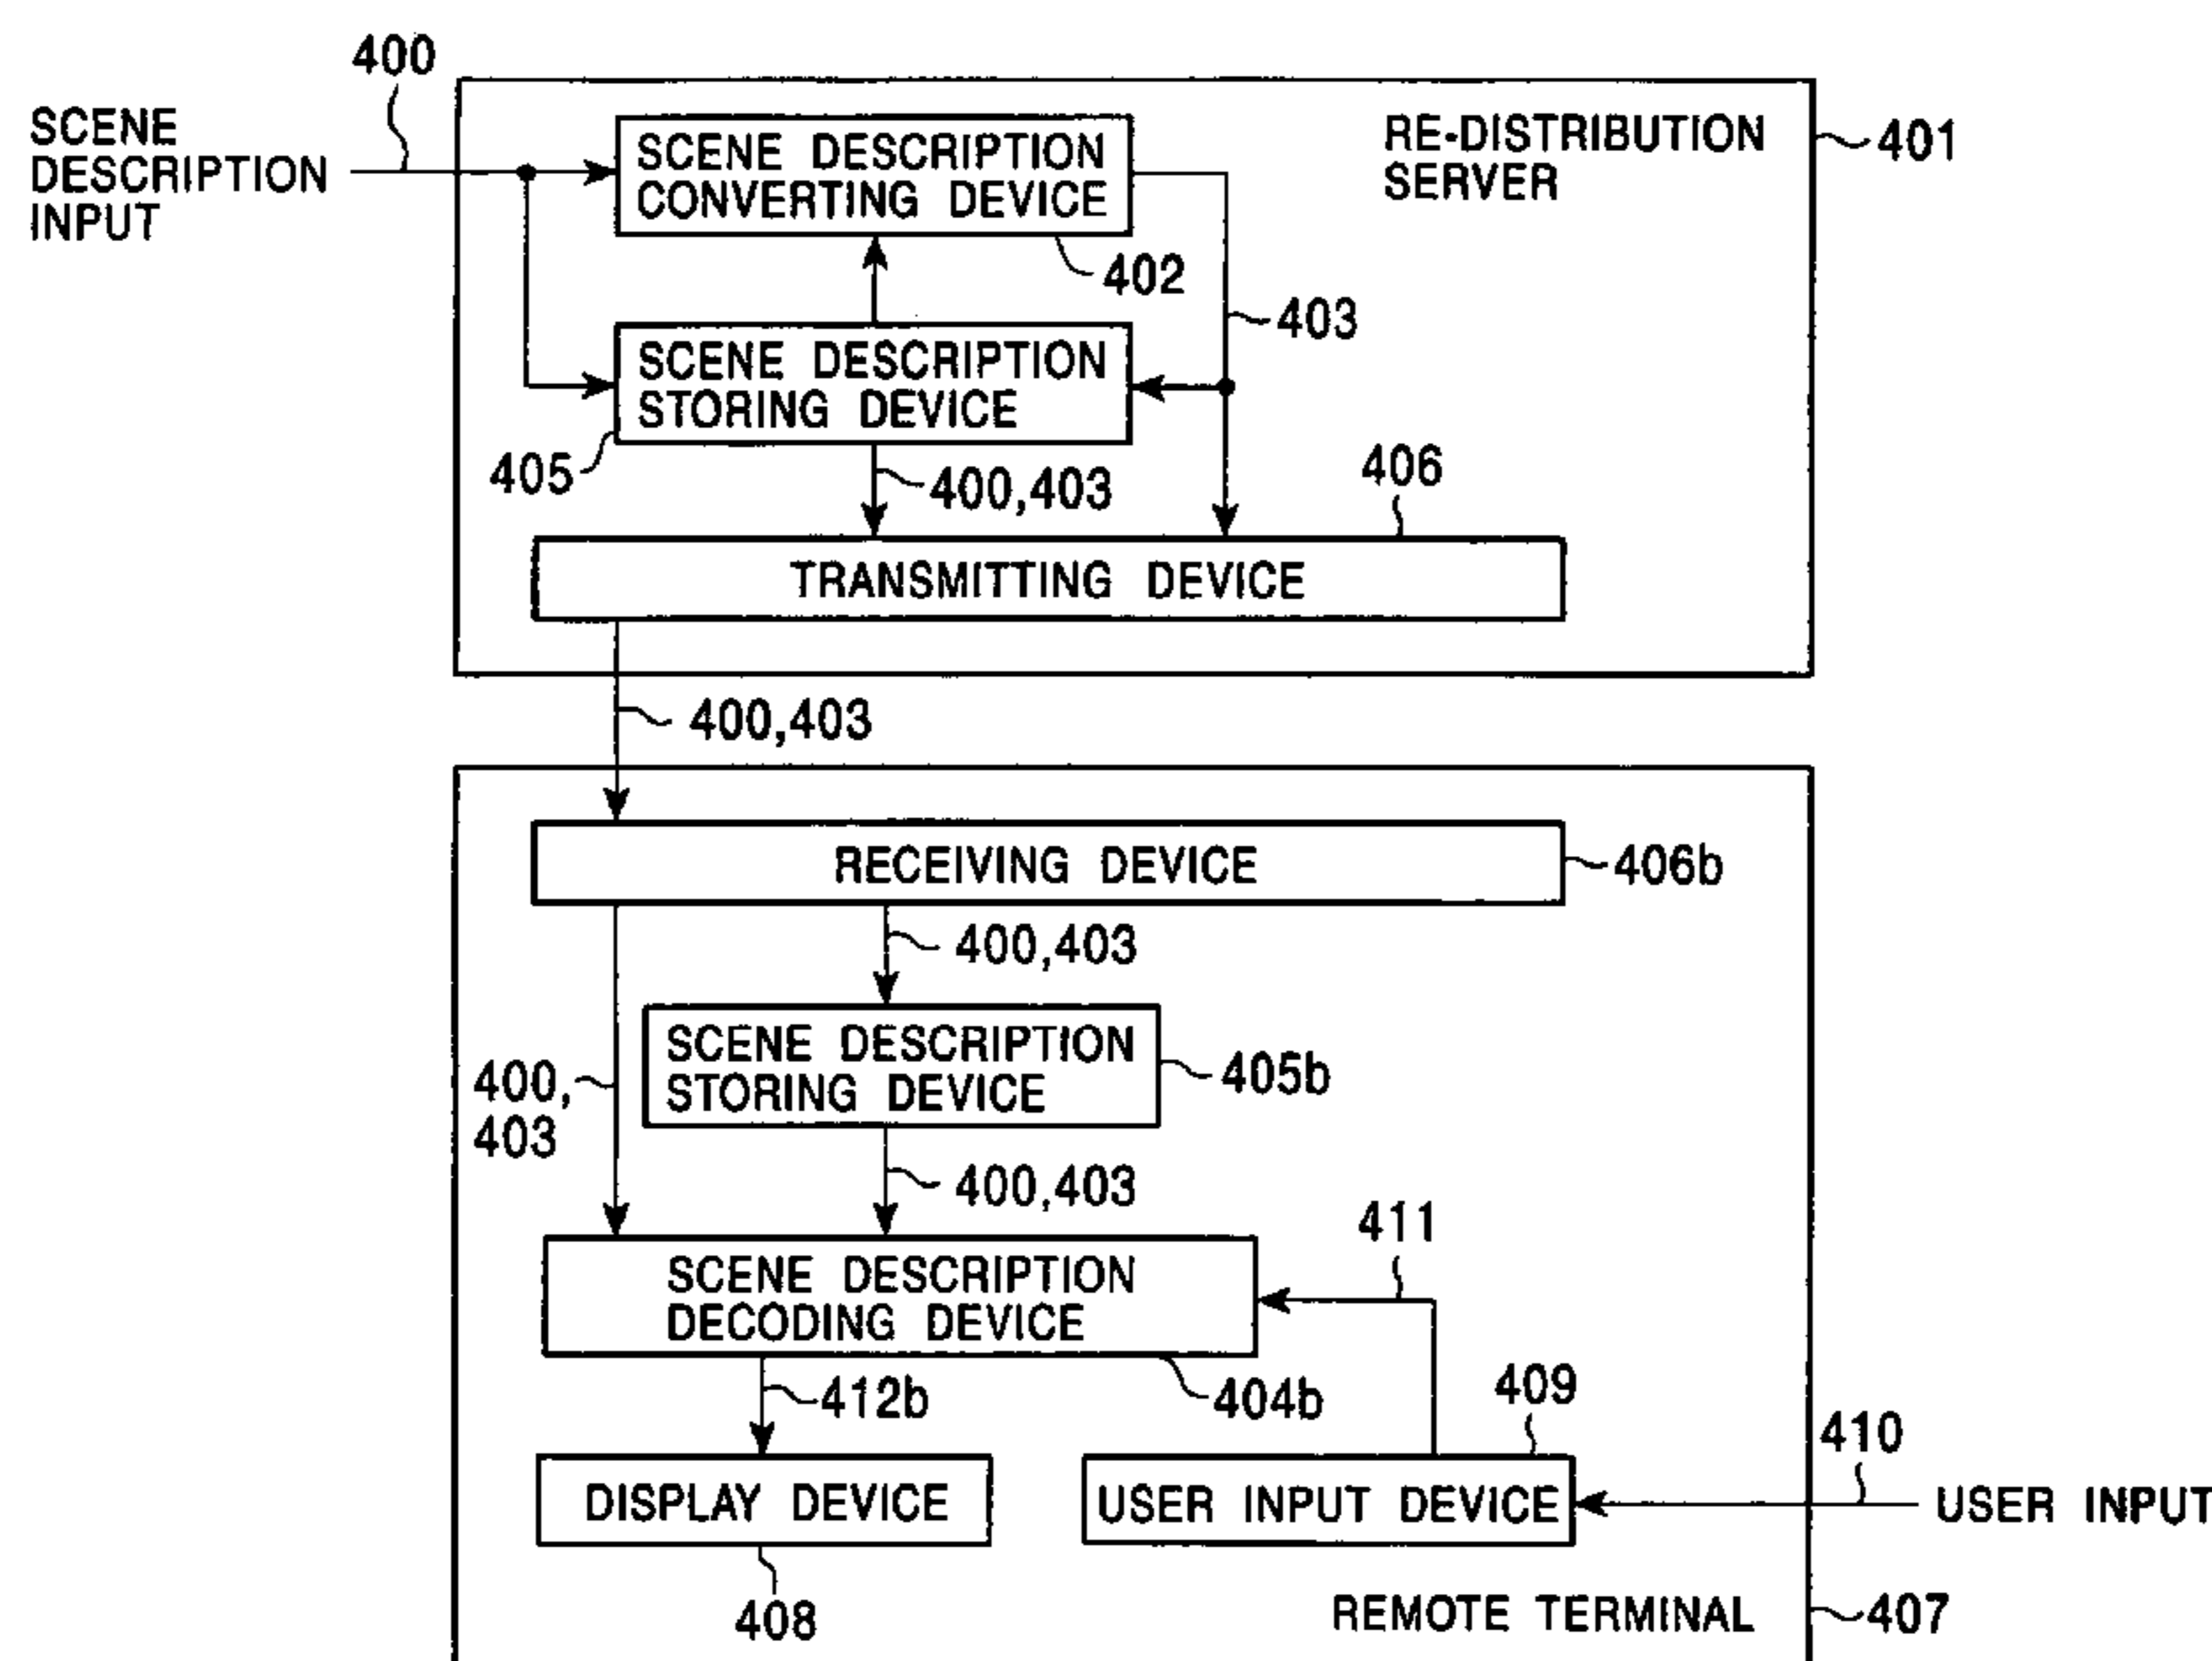 400
SCENE
DESCRIPTION
INPUT
SCENE DESCRIPTION
CONVERTING DEVICE
RE-DISTRIBUTION
SERVER
401
402
403
SCENE DESCRIPTION
STORING DEVICE
405
400,403
406
TRANSMITTING DEVICE
400,403
RECEIVING DEVICE
406b
400,403
SCENE DESCRIPTION
STORING DEVICE
405b
400,
403
400,403
411
SCENE DESCRIPTION
DECODING DEVICE
412b
404b
409
410
DISPLAY DEVICE
USER INPUT DEVICE
USER INPUT
408
REMOTE TERMINAL
407